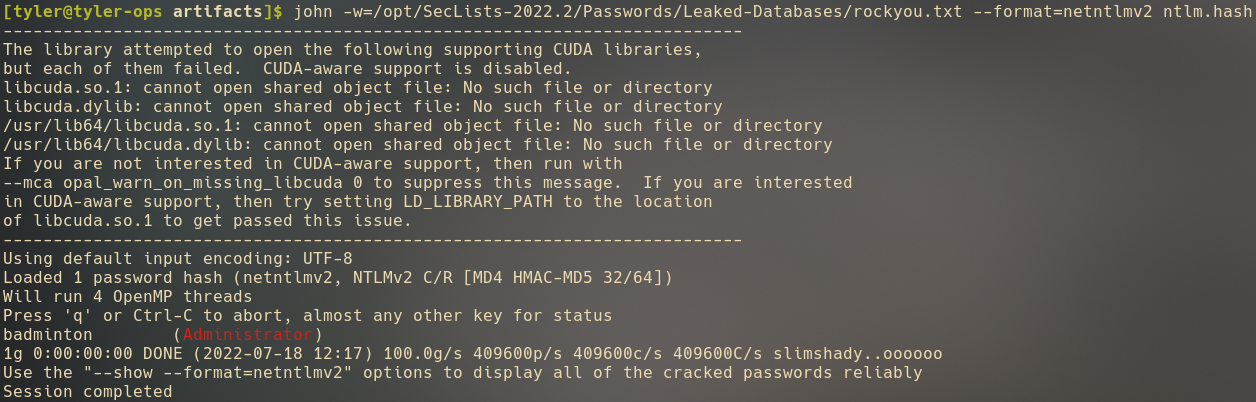 [tyler@tyler-ops artifacts]$ john -w=/opt/SecLists-2022.2/Passwords/Leaked-Databases/rockyou.txt --format=netntlmv2 ntlm.hash
--------------------------------------------------------------------------
The library attempted to open the following supporting CUDA libraries,
but each of them failed.  CUDA-aware support is disabled.
libcuda.so.1: cannot open shared object file: No such file or directory
libcuda.dylib: cannot open shared object file: No such file or directory
/usr/lib64/libcuda.so.1: cannot open shared object file: No such file or directory
/usr/lib64/libcuda.dylib: cannot open shared object file: No such file or directory
If you are not interested in CUDA-aware support, then run with
--mca opal_warn_on_missing_libcuda 0 to suppress this message.  If you are interested
in CUDA-aware support, then try setting LD_LIBRARY_PATH to the location
of libcuda.so.1 to get passed this issue.
--------------------------------------------------------------------------
Using default input encoding: UTF-8
Loaded 1 password hash (netntlmv2, NTLMv2 C/R [MD4 HMAC-MD5 32/64])
Will run 4 OpenMP threads
Press 'q' or Ctrl-C to abort, almost any other key for status
badminton        (Administrator)
1g 0:00:00:00 DONE (2022-07-18 12:17) 100.0g/s 409600p/s 409600c/s 409600C/s slimshady..oooooo
Use the "--show --format=netntlmv2" options to display all of the cracked passwords reliably
Session completed